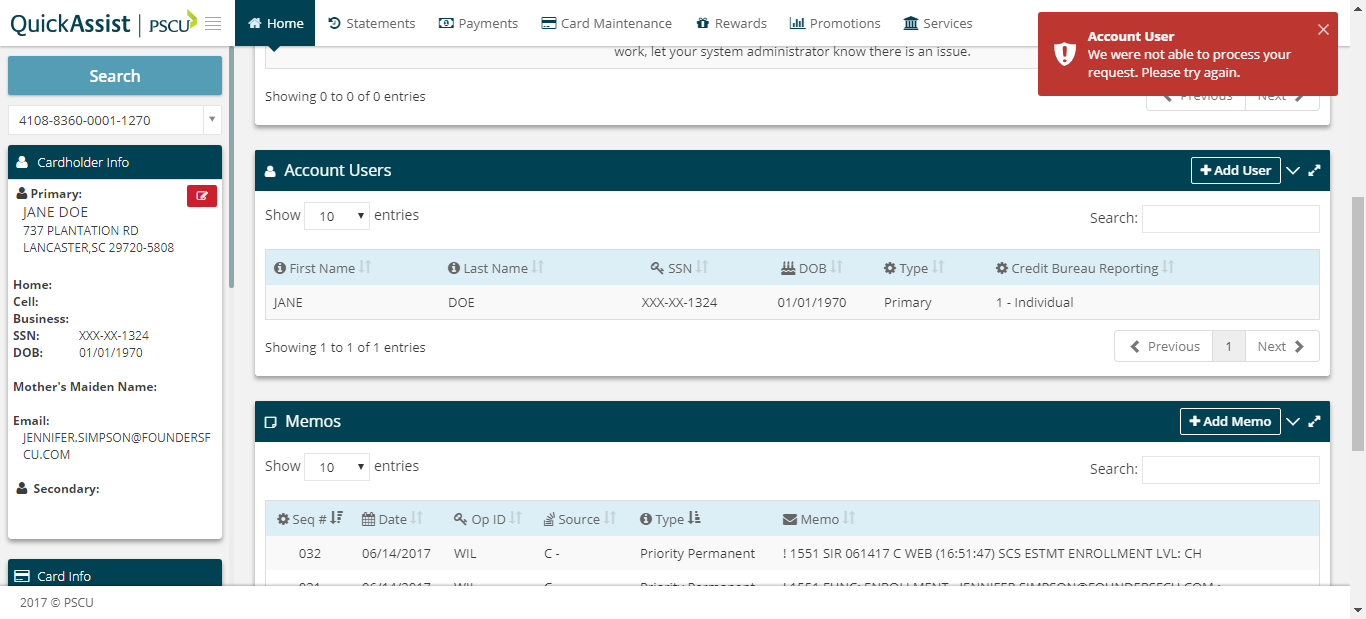 QuickAssist | PSCU
Home
Statements
Payments
Card Maintenance
Rewards
Promotions
Services
Account User
We were not able to process your
request. Please try again.
work, let your system administrator know there is an issue.
Showing 0 to 0 of 0 entries
Previous
Next
Search
4108-8360-0001-1270
Cardholder Info
Primary:
JANE DOE
737 PLANTATION RD
LANCASTER,SC 29720-5808
Home:
Cell:
Business:
SSN: XXX-XX-1324
DOB: 01/01/1970
Mother's Maiden Name:
Email:
JENNIFER.SIMPSON@FOUNDERSF
CU.COM
Secondary:
Card Info
Account Users
Add User
Show 10 entries
Search:
First Name Last Name SSN DOB Type Credit Bureau Reporting
JANE DOE XXX-XX-1324 01/01/1970 Primary 1 - Individual
Showing 1 to 1 of 1 entries
Previous 1 Next
Memos
Add Memo
Show 10 entries
Search:
Seq # Date Op ID Source Type Memo
032 06/14/2017 WIL C - Priority Permanent ! 1551 SIR 061417 C WEB (16:51:47) SCS ESTMT ENROLLMENT LVL: CH
2017 © PSCU